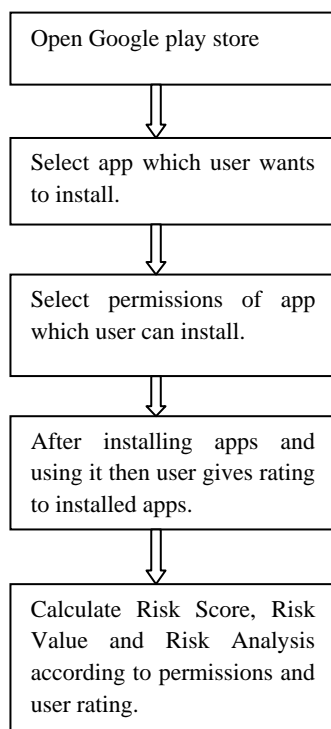 Open Google play store
Select app which user wants
to install.
Select permissions of app
which user can install.
After installing apps and
using it then user gives rating
to installed apps.
Calculate Risk Score, Risk
Value and Risk Analysis
according to permissions and
user rating.